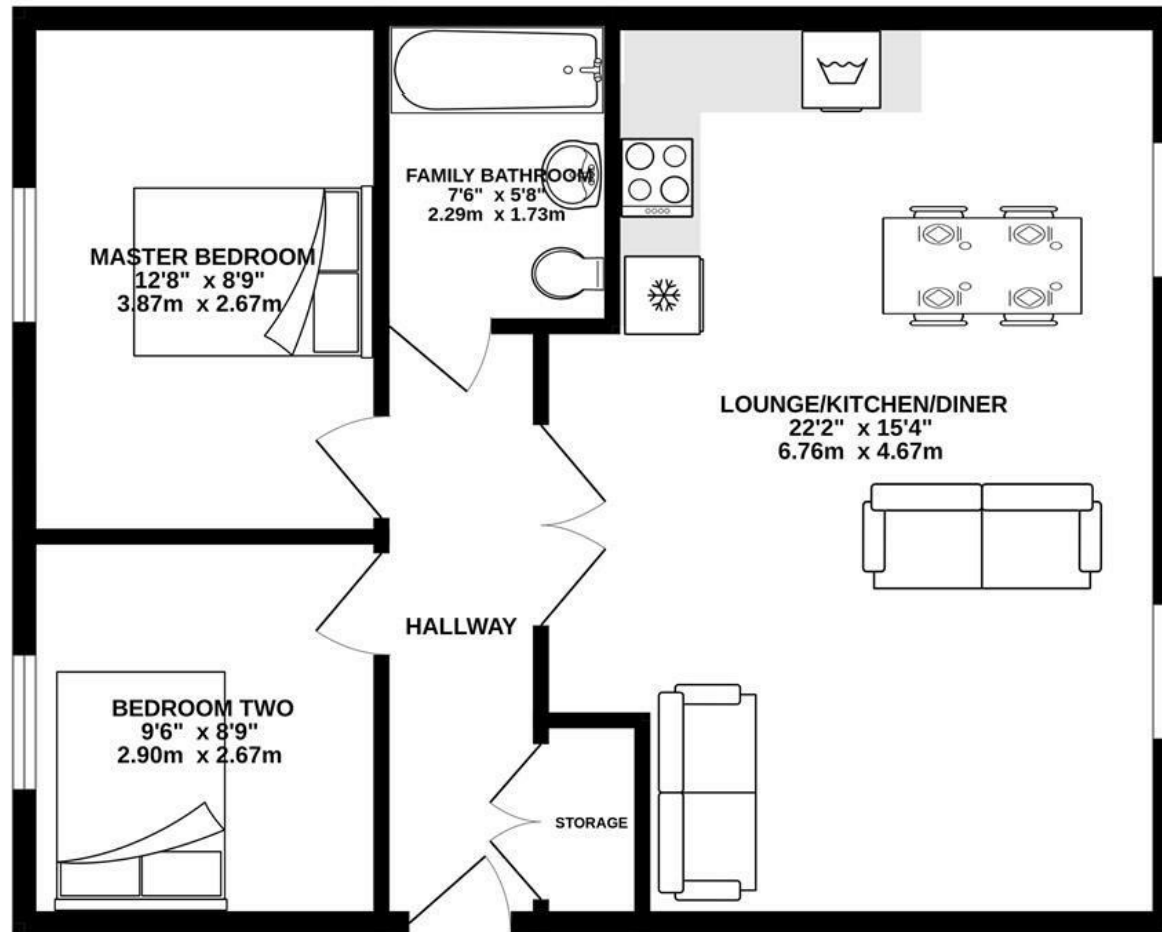 FAMILY BATHROOM
7'6" x 5'8"
2.29m x 1.73m
MASTER BEDROOM
12'8" x 8'9"
3.87m x 2.67m
LOUNGE/KITCHEN/DINER
22'2" x 15'4"
6.76m x 4.67m
HALLWAY
BEDROOM TWO
9'6" x 8'9"
2.90m x 2.67m
STORAGE